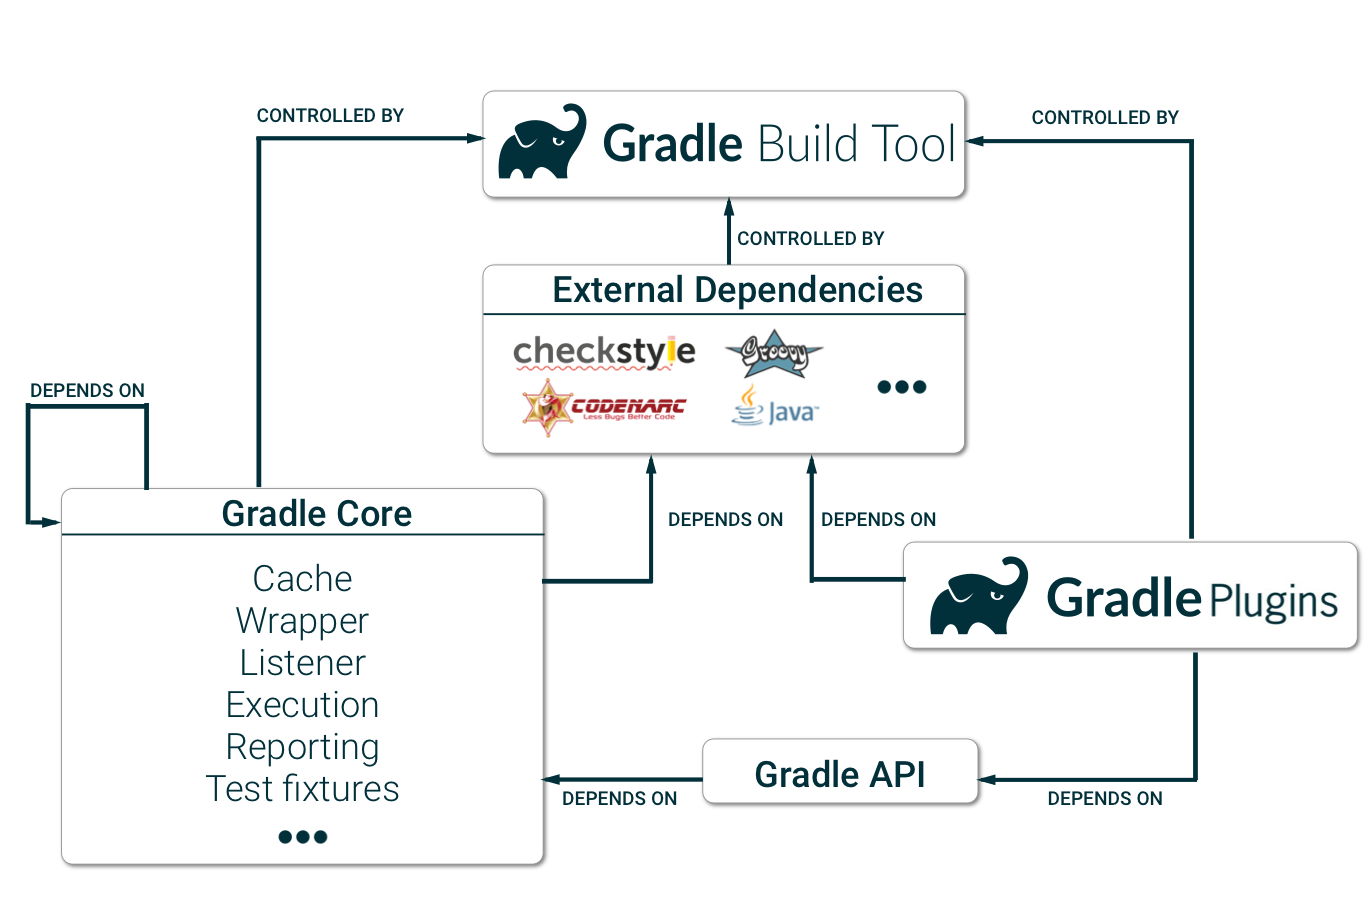 CONTROLLED BY
CONTROLLED BY
Gradle Build Tool
CONTROLLED BY
External Dependencies
checkstyle
Groovy
CODENARC
Less Bugs Better Code
Java™
DEPENDS ON
Gradle Core
Cache
Wrapper
Listener
Execution
Reporting
Test fixtures
DEPENDS ON
DEPENDS ON
Gradle Plugins
Gradle API
DEPENDS ON
DEPENDS ON